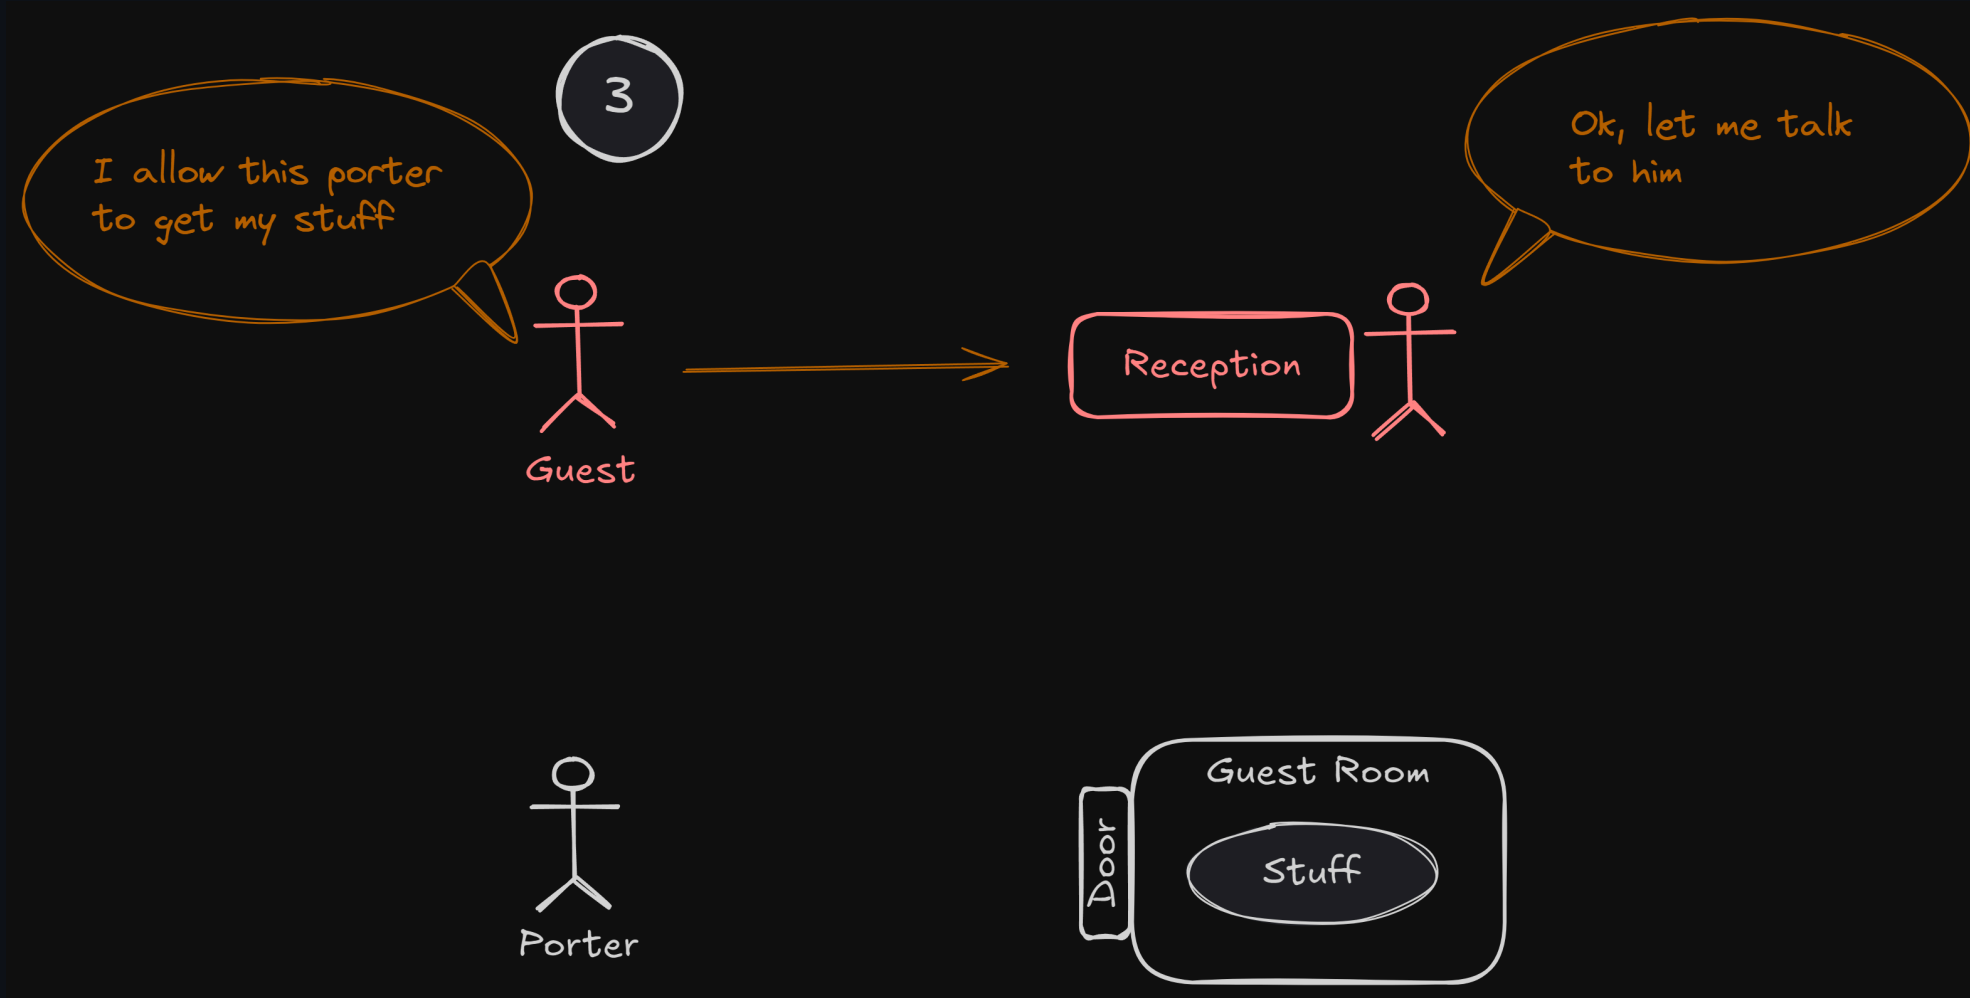 3
I allow this porter
to get my stuff
Ok, let me talk
to him
Reception
Guest
Guest Room
Door
Stuff
Porter